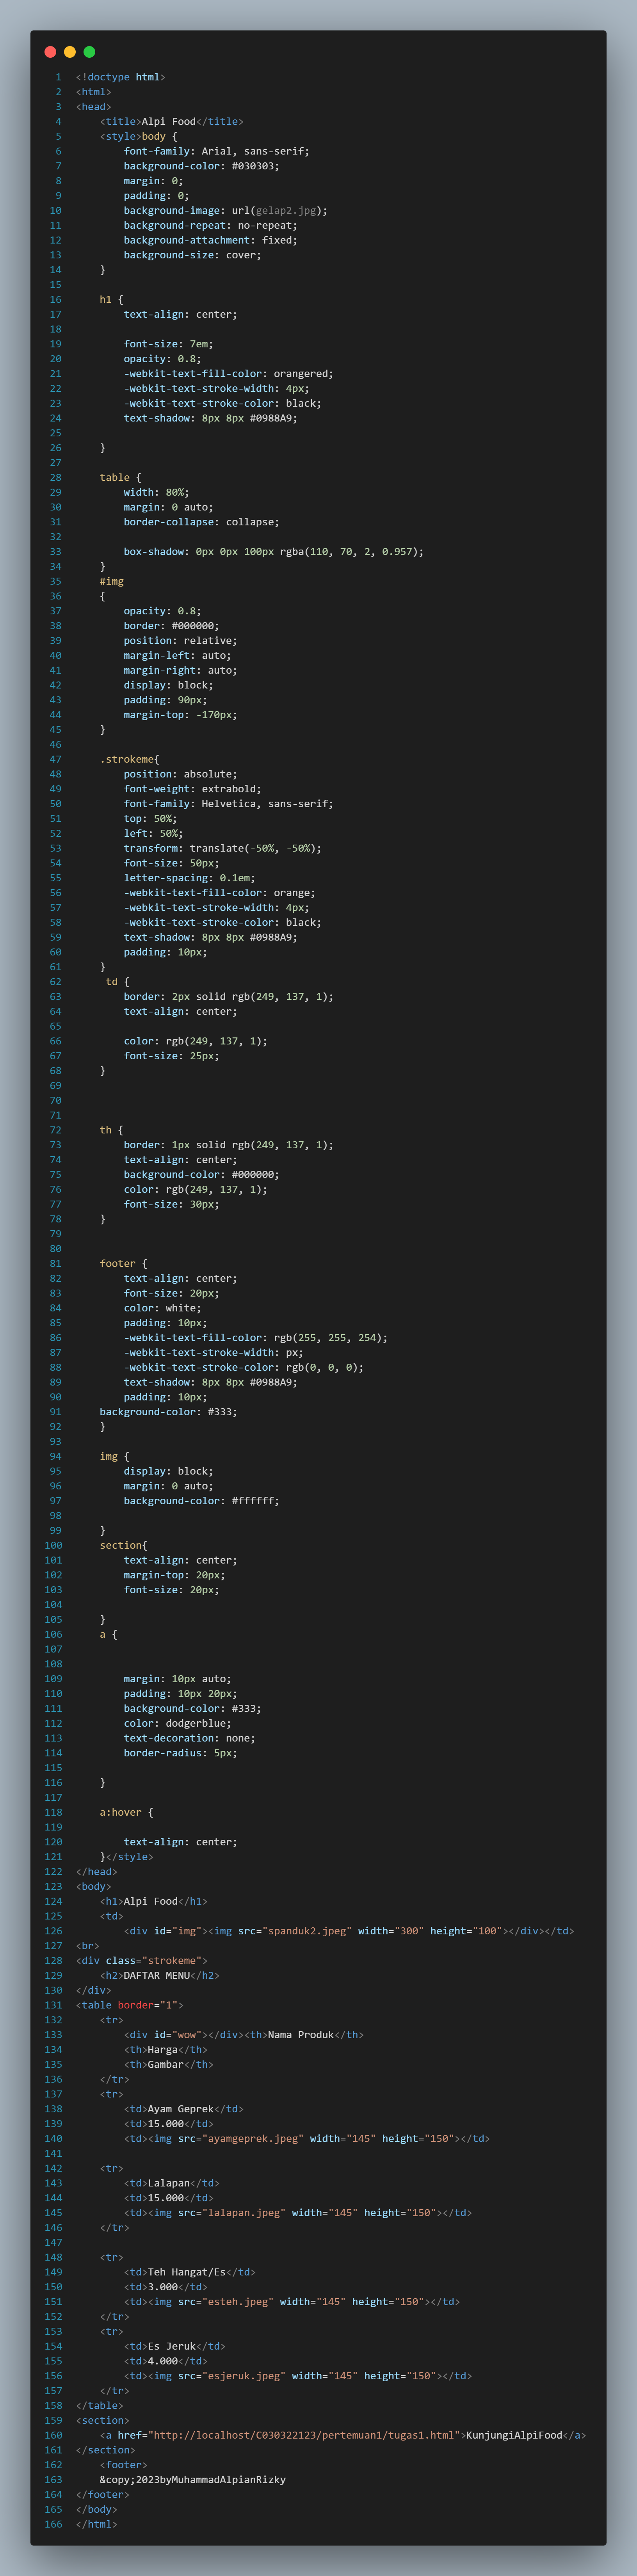 1 <!doctype html>
2 <html>
3 <head>
4     <title>Alpi Food</title>
5     <style>body {
6         font-family: Arial, sans-serif;
7         background-color: #030303;
8         margin: 0;
9         padding: 0;
10         background-image: url(gelap2.jpg);
11         background-repeat: no-repeat;
12         background-attachment: fixed;
13         background-size: cover;
14     }
15
16     h1 {
17         text-align: center;
18
19         font-size: 7em;
20         opacity: 0.8;
21         -webkit-text-fill-color: orangered;
22         -webkit-text-stroke-width: 4px;
23         -webkit-text-stroke-color: black;
24         text-shadow: 8px 8px #0988A9;
25
26     }
27
28     table {
29         width: 80%;
30         margin: 0 auto;
31         border-collapse: collapse;
32
33         box-shadow: 0px 0px 100px rgba(110, 70, 2, 0.957);
34     }
35     #img
36     {
37         opacity: 0.8;
38         border: #000000;
39         position: relative;
40         margin-left: auto;
41         margin-right: auto;
42         display: block;
43         padding: 90px;
44         margin-top: -170px;
45     }
46
47     .strokeme{
48         position: absolute;
49         font-weight: extrabold;
50         font-family: Helvetica, sans-serif;
51         top: 50%;
52         left: 50%;
53         transform: translate(-50%, -50%);
54         font-size: 50px;
55         letter-spacing: 0.1em;
56         -webkit-text-fill-color: orange;
57         -webkit-text-stroke-width: 4px;
58         -webkit-text-stroke-color: black;
59         text-shadow: 8px 8px #0988A9;
60         padding: 10px;
61     }
62      td {
63         border: 2px solid rgb(249, 137, 1);
64         text-align: center;
65
66         color: rgb(249, 137, 1);
67         font-size: 25px;
68     }
69
70
71
72     th {
73         border: 1px solid rgb(249, 137, 1);
74         text-align: center;
75         background-color: #000000;
76         color: rgb(249, 137, 1);
77         font-size: 30px;
78     }
79
80
81     footer {
82         text-align: center;
83         font-size: 20px;
84         color: white;
85         padding: 10px;
86         -webkit-text-fill-color: rgb(255, 255, 254);
87         -webkit-text-stroke-width: px;
88         -webkit-text-stroke-color: rgb(0, 0, 0);
89         text-shadow: 8px 8px #0988A9;
90         padding: 10px;
91     background-color: #333;
92     }
93
94     img {
95         display: block;
96         margin: 0 auto;
97         background-color: #ffffff;
98
99     }
100     section{
101         text-align: center;
102         margin-top: 20px;
103         font-size: 20px;
104
105     }
106     a {
107
108
109         margin: 10px auto;
110         padding: 10px 20px;
111         background-color: #333;
112         color: dodgerblue;
113         text-decoration: none;
114         border-radius: 5px;
115
116     }
117
118     a:hover {
119
120         text-align: center;
121     }</style>
122 </head>
123 <body>
124     <h1>Alpi Food</h1>
125     <td>
126         <div id="img"><img src="spanduk2.jpeg" width="300" height="100"></div></td>
127 <br>
128 <div class="strokeme">
129     <h2>DAFTAR MENU</h2>
130 </div>
131 <table border="1">
132     <tr>
133         <div id="wow"></div><th>Nama Produk</th>
134         <th>Harga</th>
135         <th>Gambar</th>
136     </tr>
137     <tr>
138         <td>Ayam Geprek</td>
139         <td>15.000</td>
140         <td><img src="ayamgeprek.jpeg" width="145" height="150"></td>
141
142     <tr>
143         <td>Lalapan</td>
144         <td>15.000</td>
145         <td><img src="lalapan.jpeg" width="145" height="150"></td>
146     </tr>
147
148     <tr>
149         <td>Teh Hangat/Es</td>
150         <td>3.000</td>
151         <td><img src="esteh.jpeg" width="145" height="150"></td>
152     </tr>
153     <tr>
154         <td>Es Jeruk</td>
155         <td>4.000</td>
156         <td><img src="esjeruk.jpeg" width="145" height="150"></td>
157     </tr>
158 </table>
159 <section>
160     <a href="http://localhost/C030322123/pertemuan1/tugas1.html">KunjungiAlpiFood</a>
161 </section>
162     <footer>
163     &copy;2023byMuhammadAlpianRizky
164 </footer>
165 </body>
166 </html>